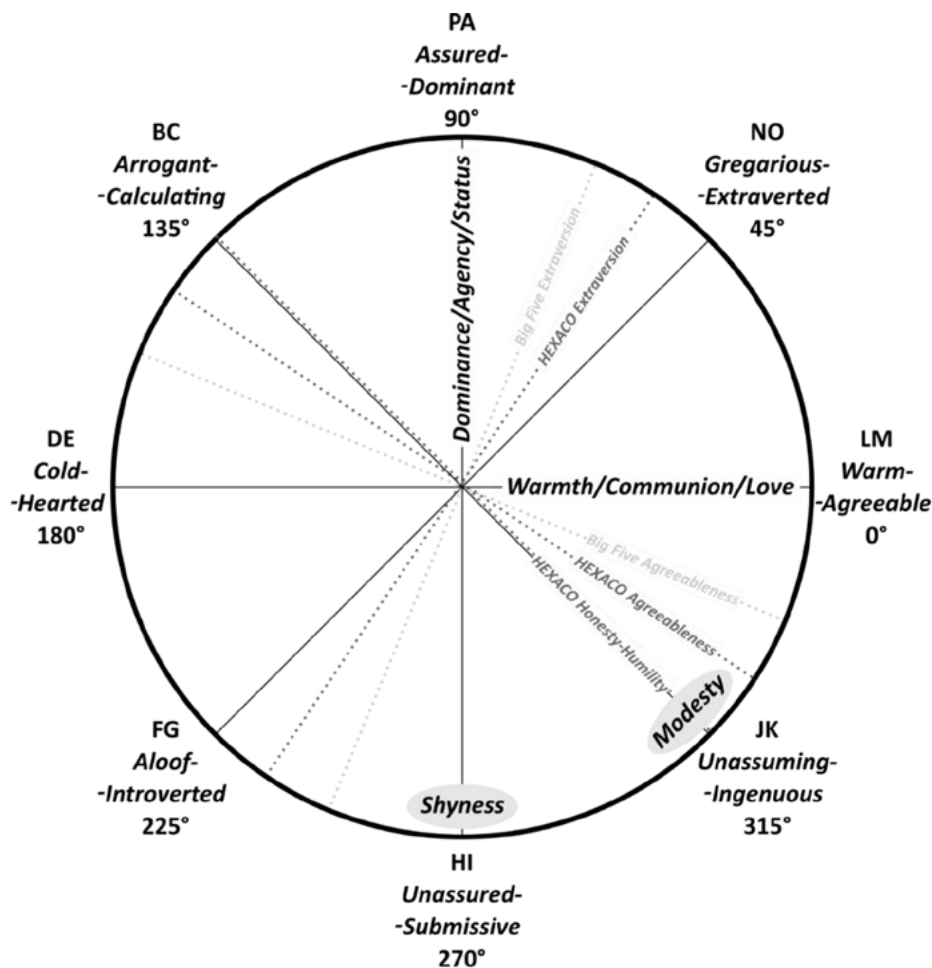 PA
Assured-
-Dominant
90°
BC
Arrogant-
-Calculating
135°
NO
Gregarious-
-Extraverted
45°
Dominance/Agency/Status
Big Five Extraversion
HEXACO Extraversion
DE
Cold-
-Hearted
180°
Warmth/Communion/Love
LM
Warm-
-Agreeable
0°
Big Five Agreeableness
HEXACO Agreeableness
HEXACO Honesty-Humility
Modesty
FG
Aloof-
-Introverted
225°
Shyness
JK
Unassuming-
-Ingenuous
315°
HI
Unassured-
-Submissive
270°